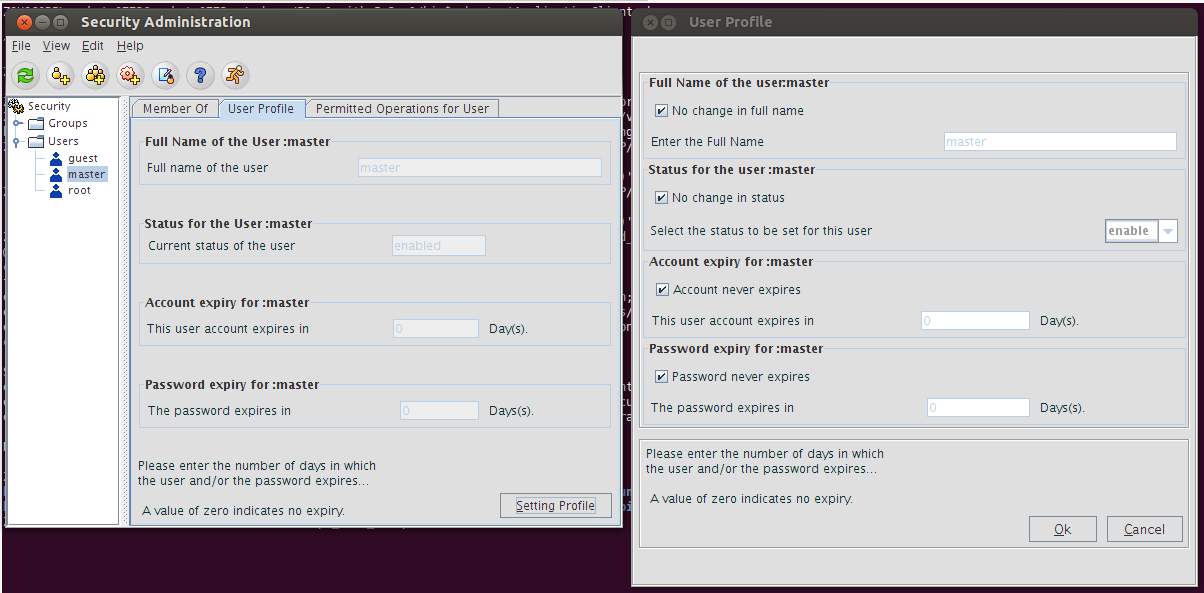 Security Administration
File View Edit Help
Security
Groups
Users
guest
master
root
Member Of
User Profile
Permitted Operations for User
Full Name of the User :master
Full name of the user
master
Status for the User :master
Current status of the user
enabled
Account expiry for :master
This user account expires in
0
Day(s).
Password expiry for :master
The password expires in
0
Days(s).
Please enter the number of days in which
the user and/or the password expires...
A value of zero indicates no expiry.
Setting Profile
User Profile
Full Name of the user:master
No change in full name
Enter the Full Name
master
Status for the user :master
No change in status
Select the status to be set for this user
enable
Account expiry for :master
Account never expires
This user account expires in
0
Day(s).
Password expiry for :master
Password never expires
The password expires in
0
Days(s).
Please enter the number of days in which
the user and/or the password expires...
A value of zero indicates no expiry.
Ok
Cancel